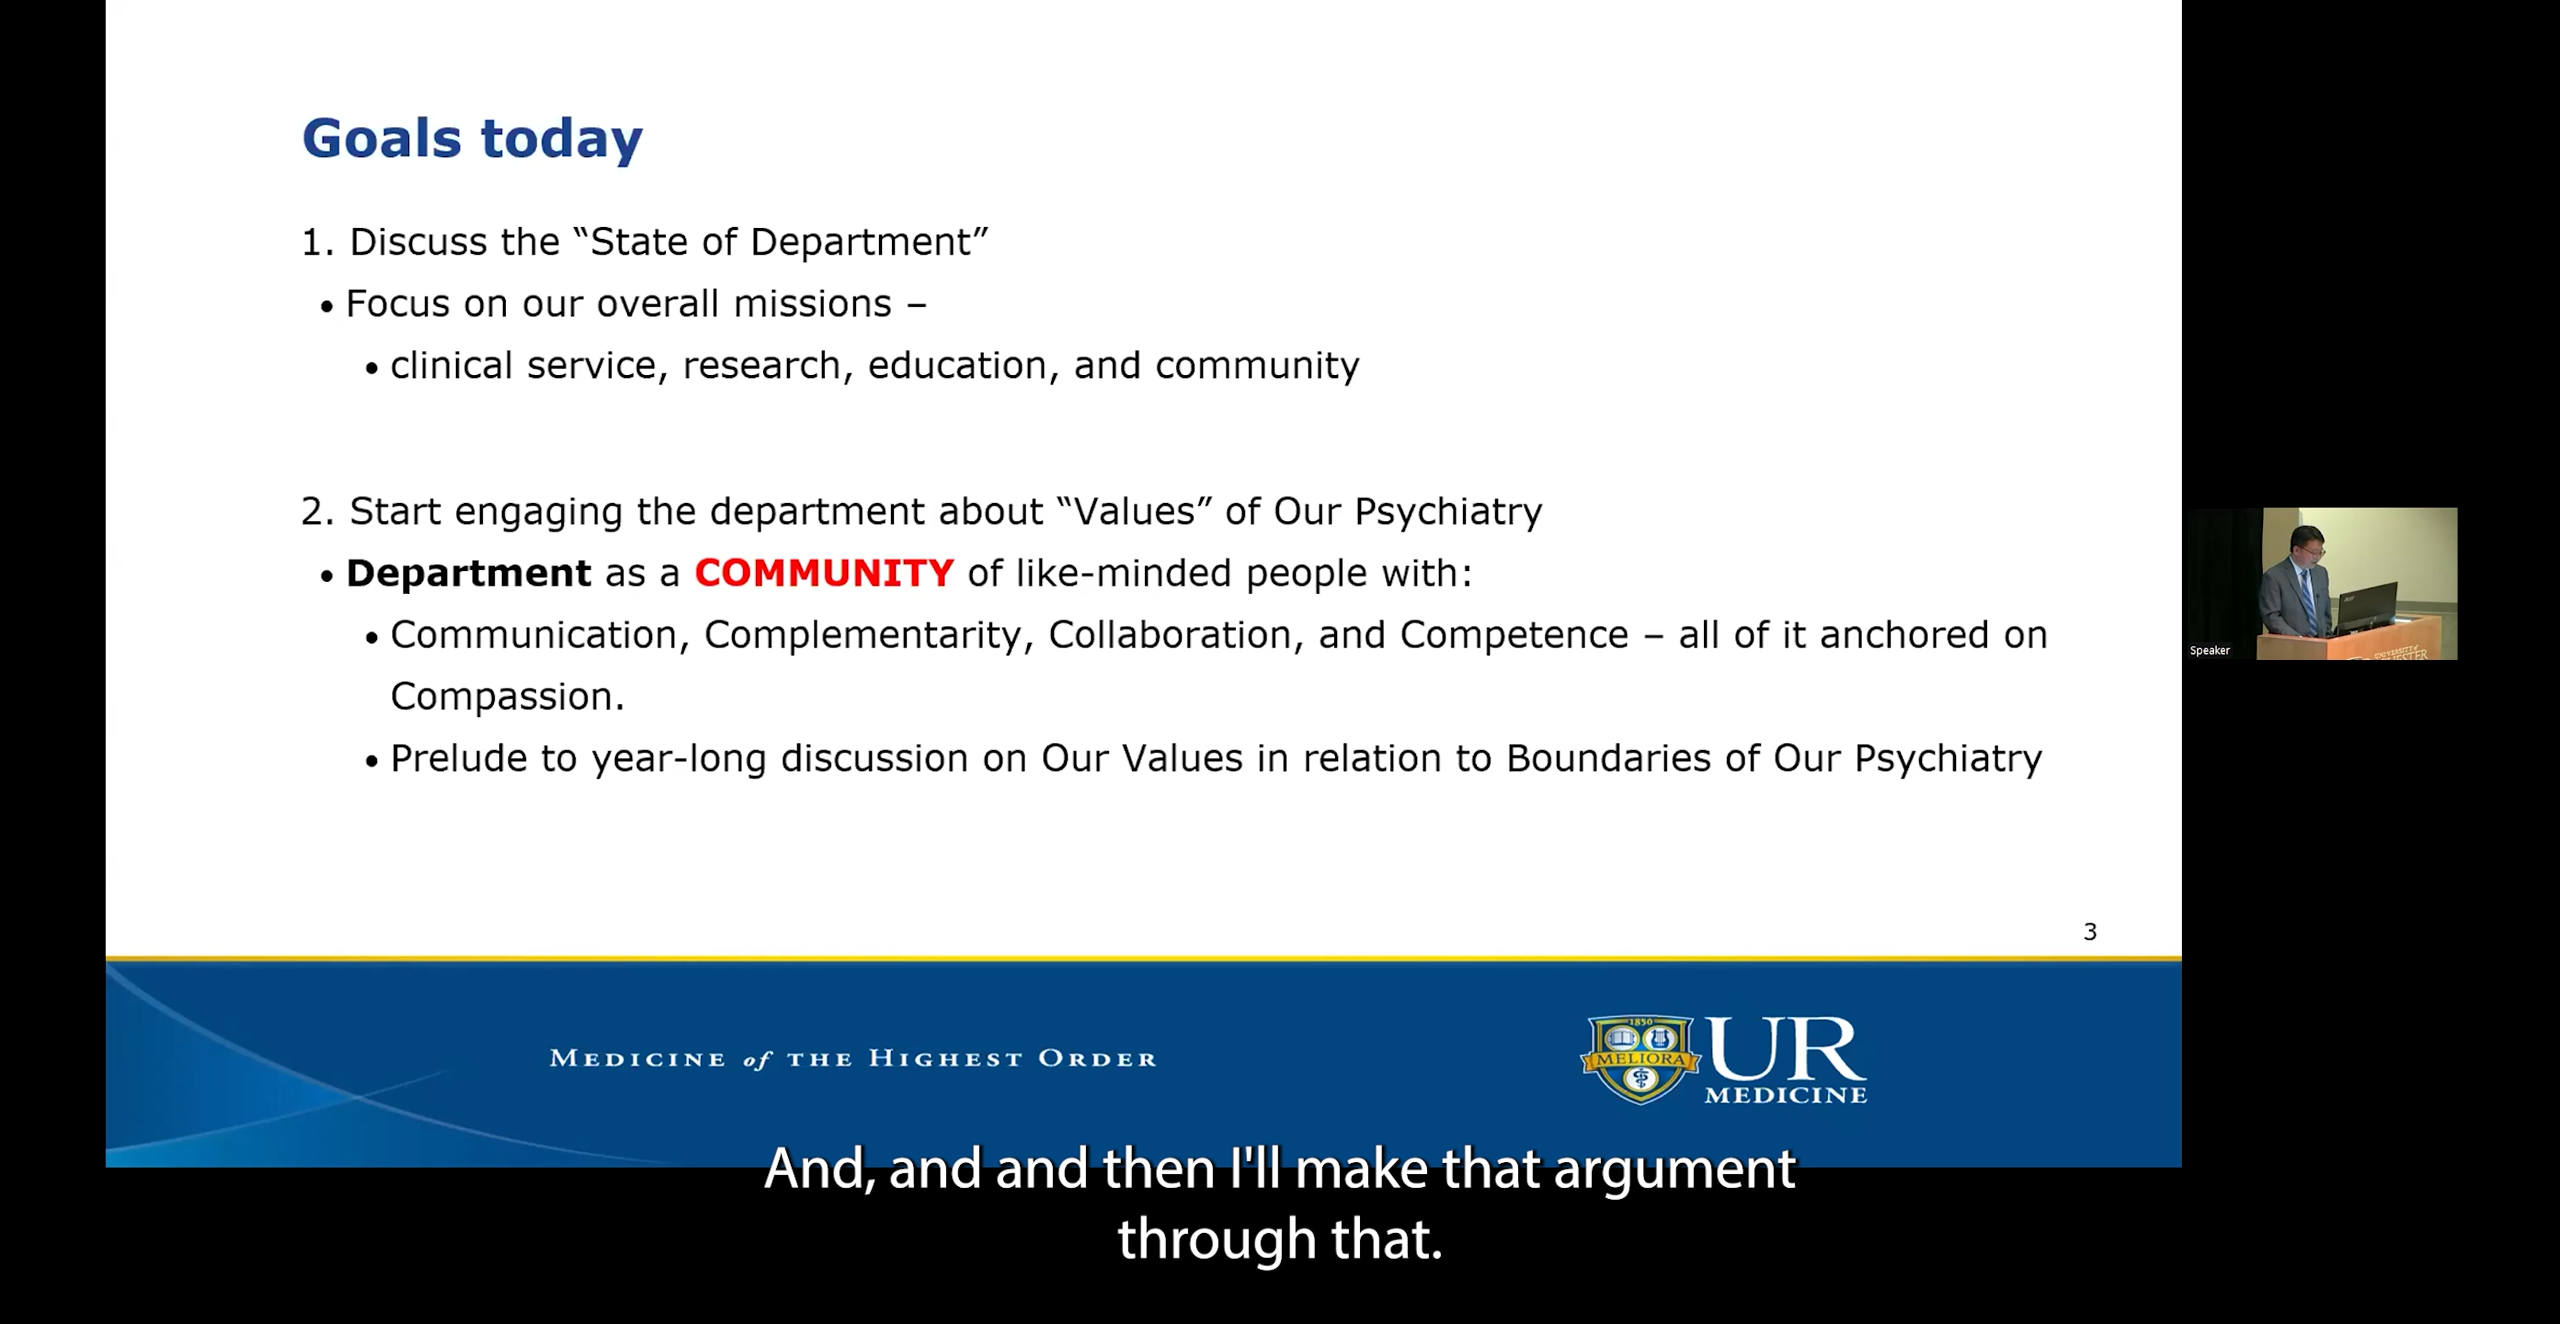 Goals today
1. Discuss the “State of Department”
• Focus on our overall missions –
• clinical service, research, education, and community
2. Start engaging the department about “Values” of Our Psychiatry
• Department as a COMMUNITY of like-minded people with:
• Communication, Complementarity, Collaboration, and Competence – all of it anchored on
Compassion.
• Prelude to year-long discussion on Our Values in relation to Boundaries of Our Psychiatry
3
Speaker
MEDICINE of THE HIGHEST ORDER
1850
MELIORA
UR
MEDICINE
And, and and then I'll make that argument
through that.